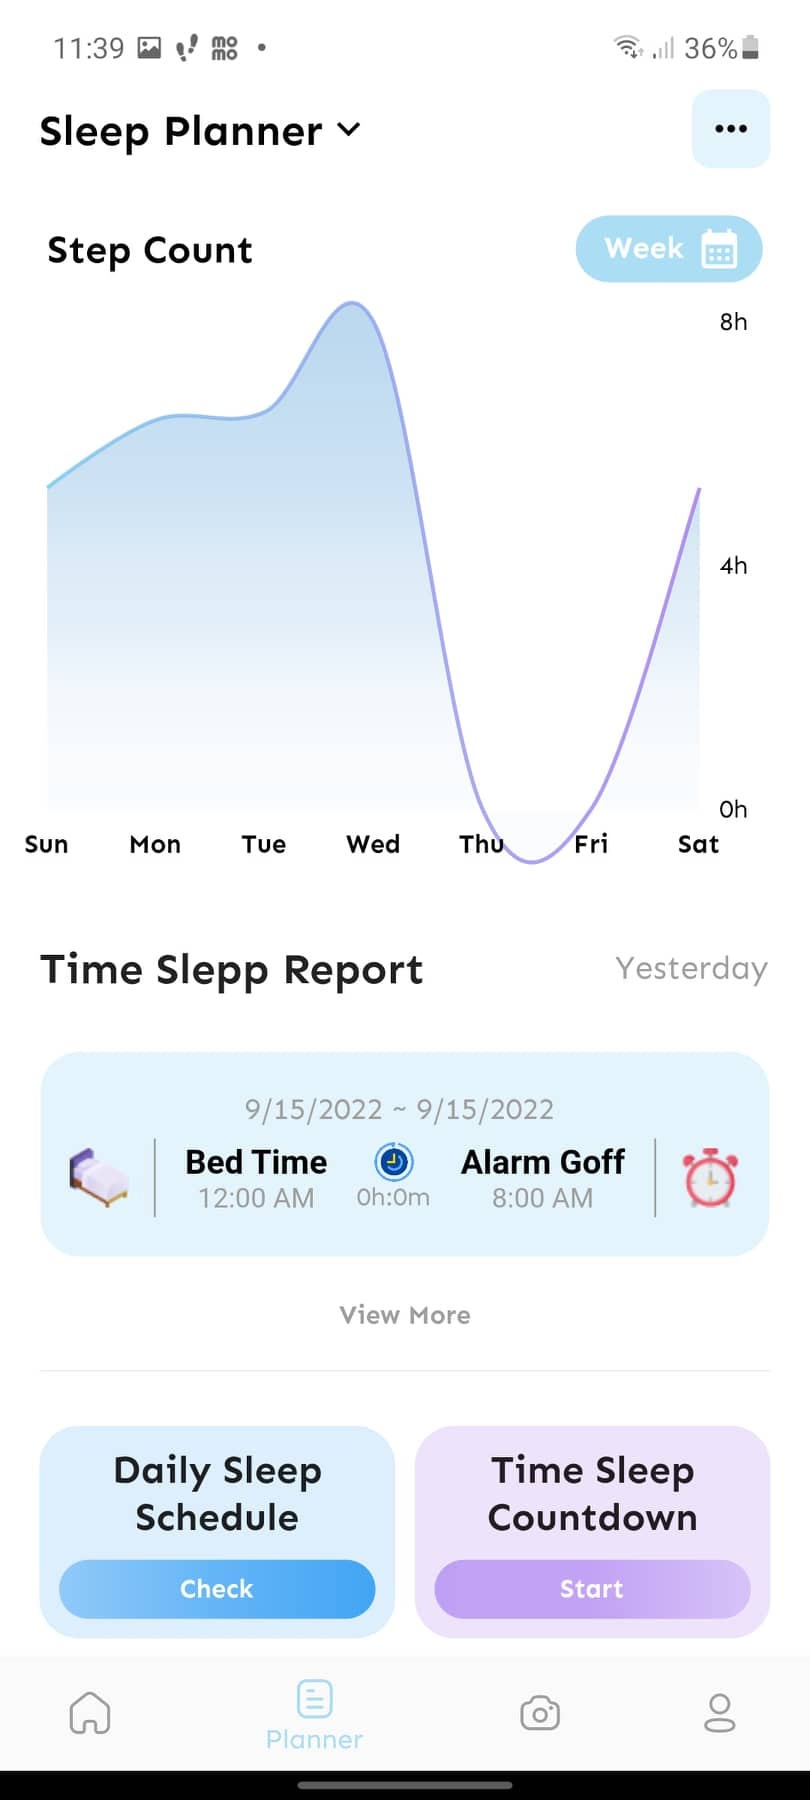 11:39 momo 36%
Sleep Planner
Step Count
Week
8h
4h
0h
Sun Mon Tue Wed Thu Fri Sat
Time Slepp Report
Yesterday
9/15/2022 ~ 9/15/2022
Bed Time
Alarm Goff
12:00 AM
0h:0m
8:00 AM
View More
Daily Sleep
Schedule
Check
Time Sleep
Countdown
Start
Planner